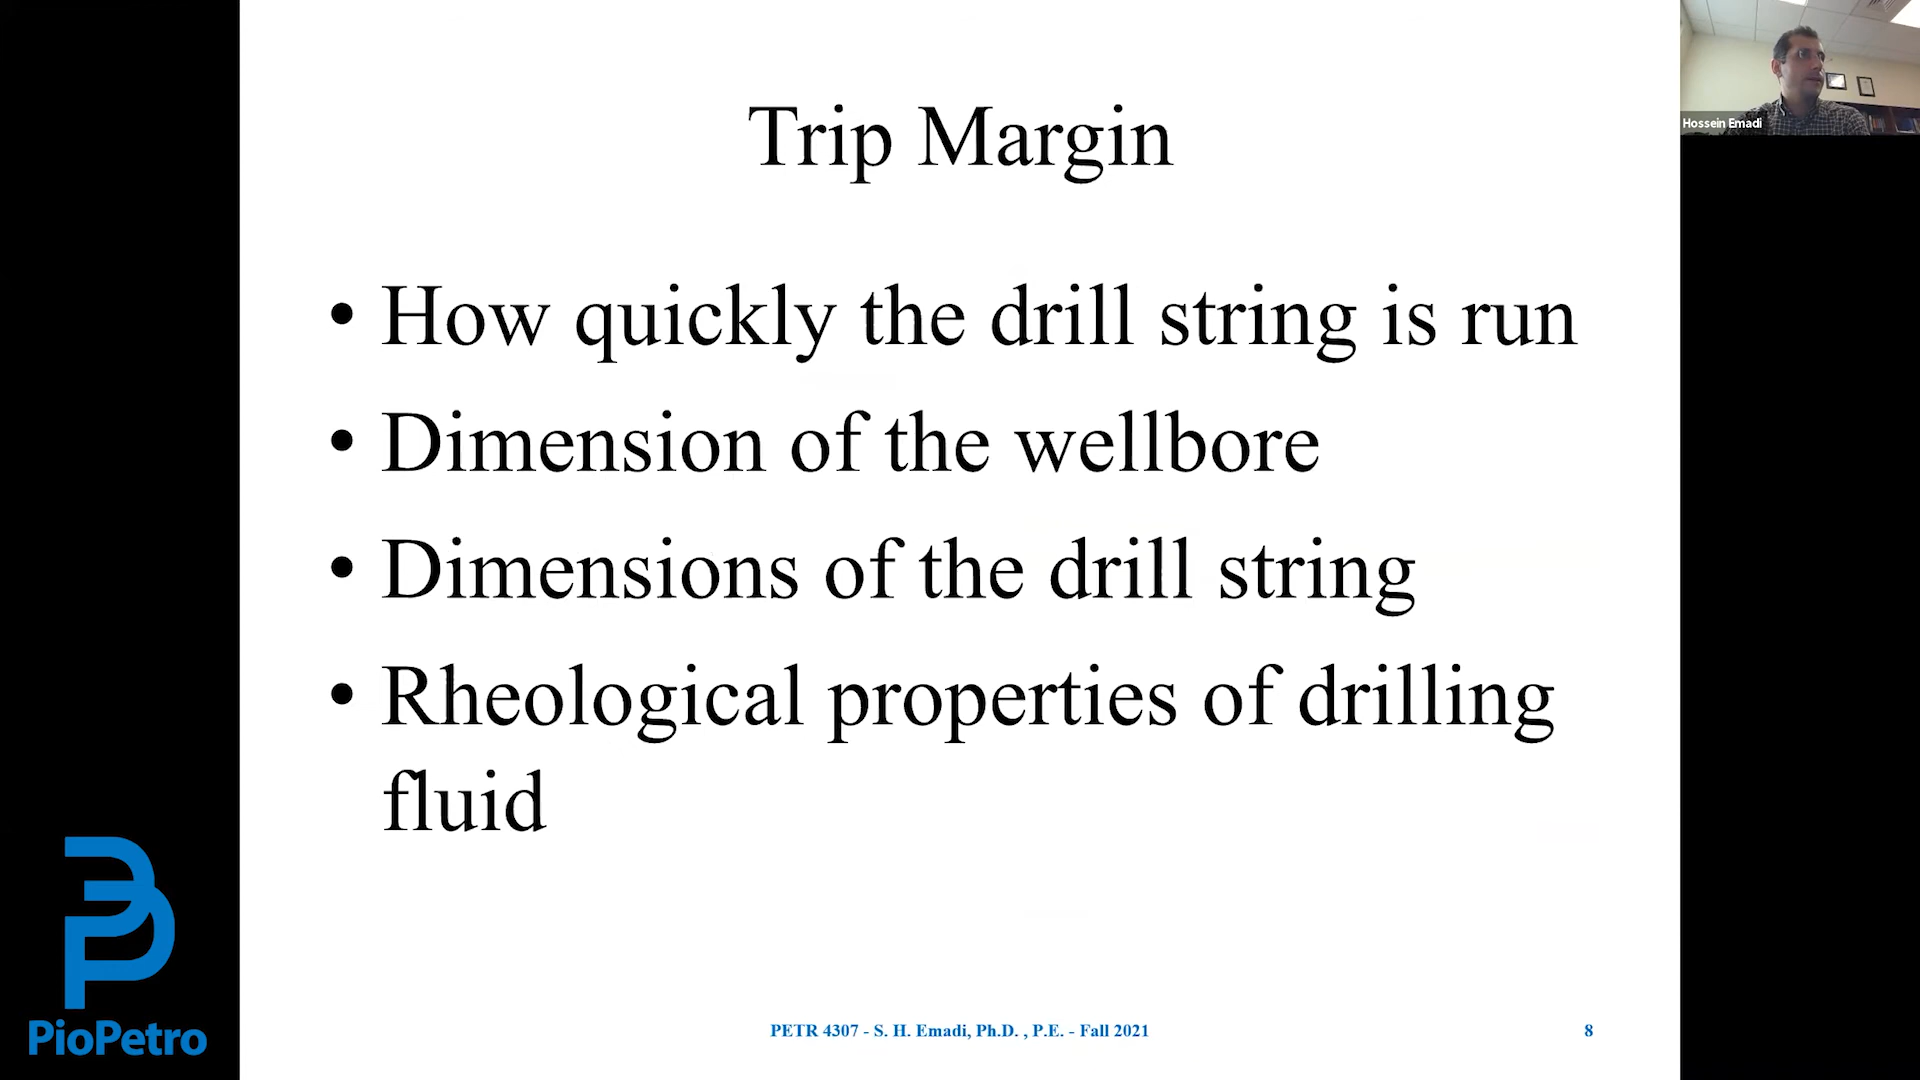 Trip Margin
• How quickly the drill string is run
• Dimension of the wellbore
• Dimensions of the drill string
• Rheological properties of drilling
fluid
PETR 4307 - S. H. Emadi, Ph.D. , P.E. - Fall 2021
8
Hossein Emadi
PioPetro